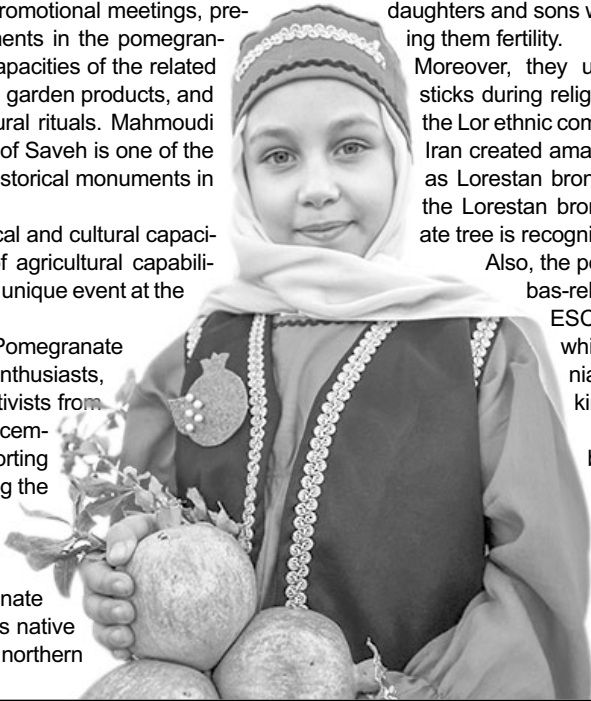 romotional meetings, pre-
nents in the pomegran-
apacities of the related
garden products, and
ural rituals. Mahmoudi
of Saveh is one of the
istorical monuments in
cal and cultural capaci-
of agricultural capabili-
unique event at the
Pomegranate
nthusiasts,
tivists from
cem-
orting
g the
nate
s native
northern
daughters and sons w
ing them fertility.
Moreover, they u
sticks during relig
the Lor ethnic com
Iran created ama
as Lorestan bron
the Lorestan bron
ate tree is recogni
Also, the po
bas-rel
ESC
whi
nia
ki
b